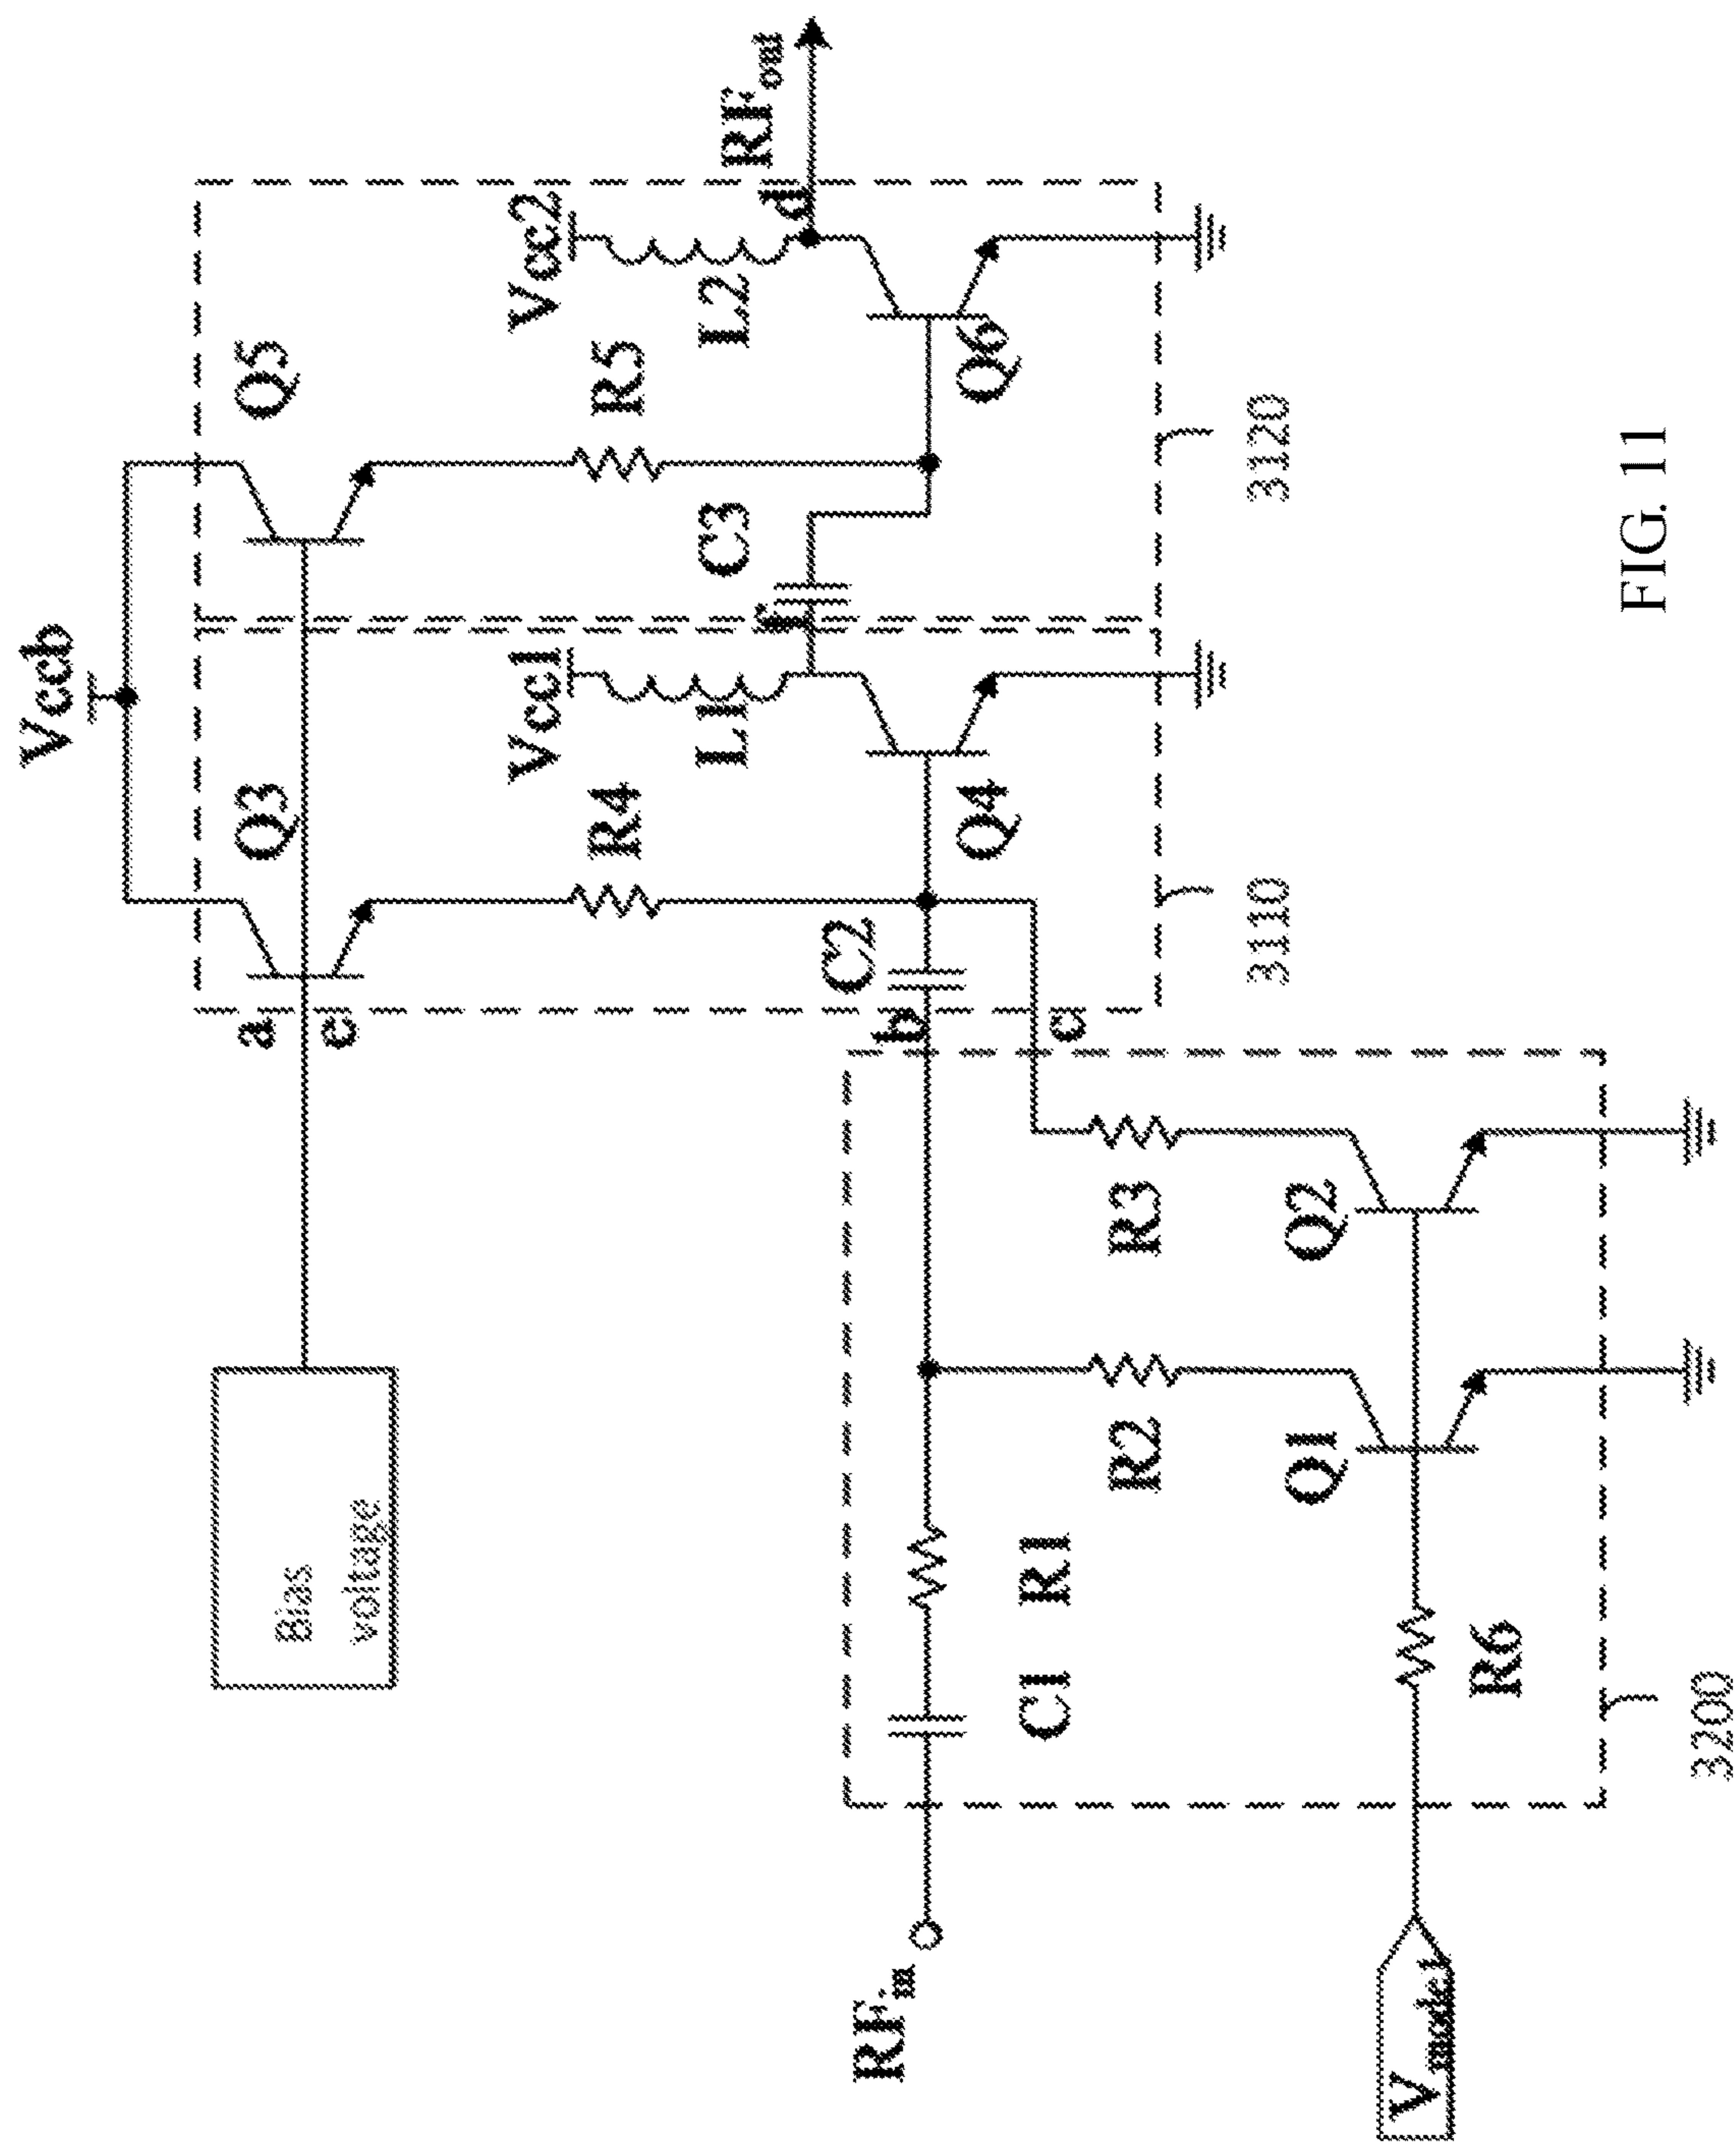 Vccb
Q3
Q5
a
c
Bias
voltage
Vcc1
Vcc2
R4
R5
L1
L2
C3
f
d
RFout
C2
b
Q4
Q6
c
RFin
C1
R1
R2
R3
3110
3120
Q1
Q2
Vmode1
R6
3200
FIG. 11